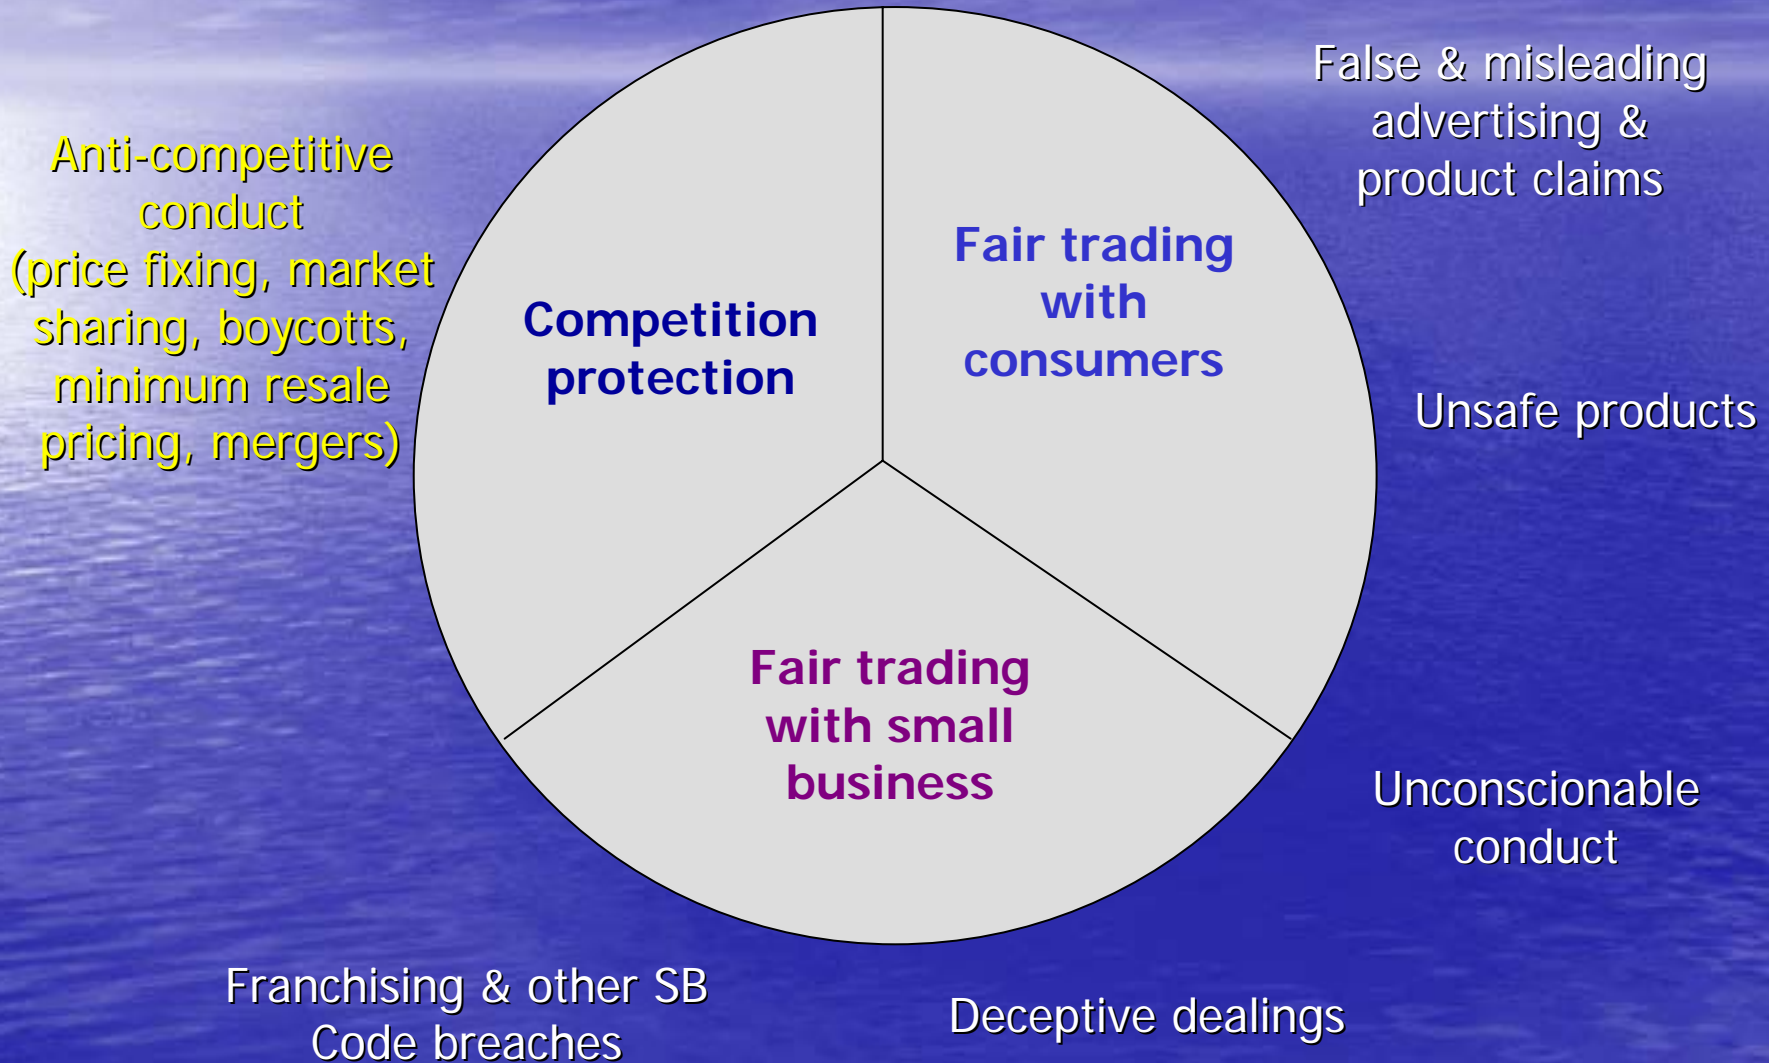 Anti-competitive
conduct
(price fixing, market
sharing, boycotts,
minimum resale
pricing, mergers)
Competition
protection
Fair trading
with
consumers
False & misleading
advertising &
product claims
Unsafe products
Fair trading
with small
business
Unconscionable
conduct
Franchising & other SB
Code breaches
Deceptive dealings